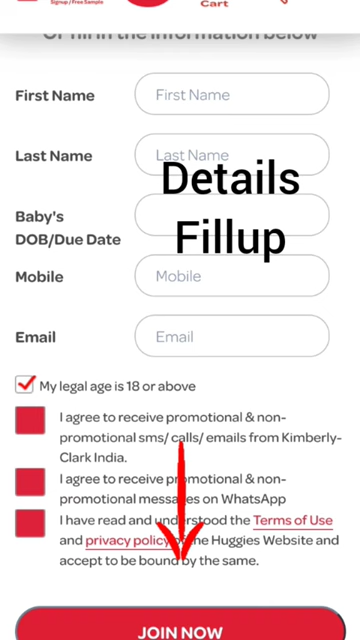 Signup / Free Sample
Cart
Or fill in the information below
First Name
First Name
Last Name
Last Name
Details
Fillup
Baby's
DOB/Due Date
Mobile
Mobile
Email
Email
My legal age is 18 or above
I agree to receive promotional & non-
promotional sms/ calls/ emails from Kimberly-
Clark India.
I agree to receive promotional & non-
promotional messages on WhatsApp
I have read and understood the Terms of Use
and privacy policy of the Huggies Website and
accept to be bound by the same.
JOIN NOW